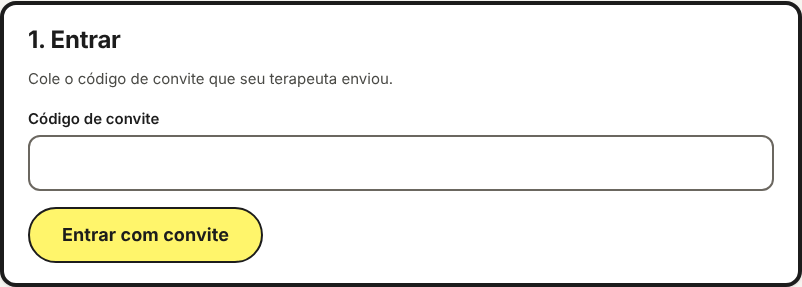 1. Entrar
Cole o código de convite que seu terapeuta enviou.
Código de convite
Entrar com convite